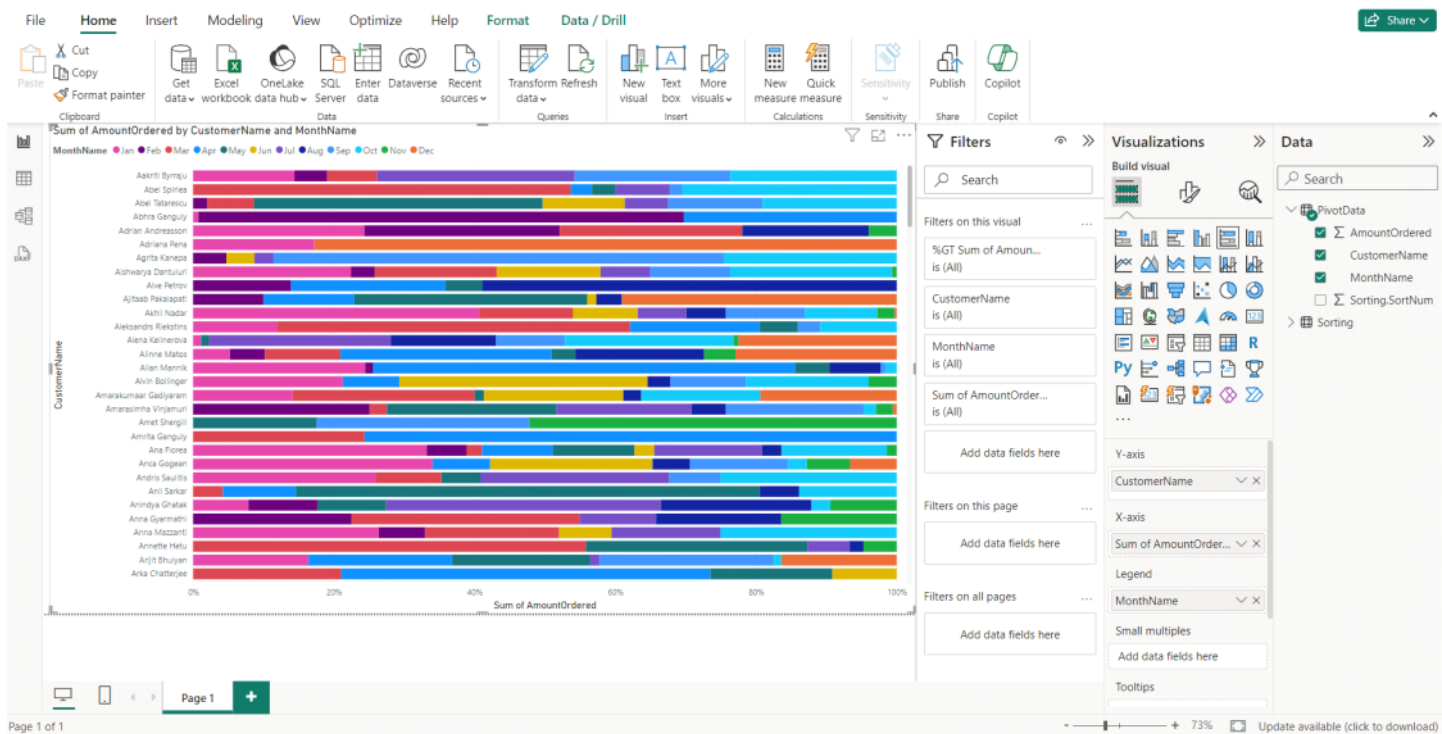 File Home Insert Modeling View Optimize Help Format Data / Drill Share
Paste
Cut
Copy
Format painter
Clipboard
Get data
Excel workbook
OneLake data hub
SQL Server
Enter data
Dataverse
Recent sources
Data
Transform data
Refresh
Queries
New visual
Text box
More visuals
Insert
New measure
Quick measure
Calculations
Sensitivity
Sensitivity
Publish
Share
Copilot
Copilot
Sum of AmountOrdered by CustomerName and MonthName
MonthName Jan Feb Mar Apr May Jun Jul Aug Sep Oct Nov Dec
CustomerName
Aakriti Byrraju
Abel Spirlea
Abel Tatarescu
Abhra Ganguly
Adrian Andreasson
Adriana Pena
Agrita Kanepa
Aishwarya Dantuluri
Aive Petrov
Ajitaab Pakalapati
Akhil Nadar
Aleksandrs Riekstins
Alena Kellnerova
Alinne Matos
Allan Mannik
Alvin Bollinger
Amarakumaar Gadiyaram
Amarasimha Vinjamuri
Amet Shergill
Amrita Ganguly
Ana Florea
Anca Gogean
Andris Saulitis
Anil Sarkar
Anindya Ghatak
Anna Gyarmathi
Anna Mazzanti
Annette Hetu
Arijit Bhuiyan
Arka Chatterjee
0% 20% 40% 60% 80% 100%
Sum of AmountOrdered
Filters
Search
Filters on this visual ...
%GT Sum of Amoun...
is (All)
CustomerName
is (All)
MonthName
is (All)
Sum of AmountOrder...
is (All)
Add data fields here
Filters on this page ...
Add data fields here
Filters on all pages ...
Add data fields here
Visualizations
Build visual
123
R
Py
...
Y-axis
CustomerName
X-axis
Sum of AmountOrder...
Legend
MonthName
Small multiples
Add data fields here
Tooltips
Data
Search
PivotData
Σ AmountOrdered
CustomerName
MonthName
Σ Sorting.SortNum
Sorting
Page 1 +
Page 1 of 1
- + 73% Update available (click to download)